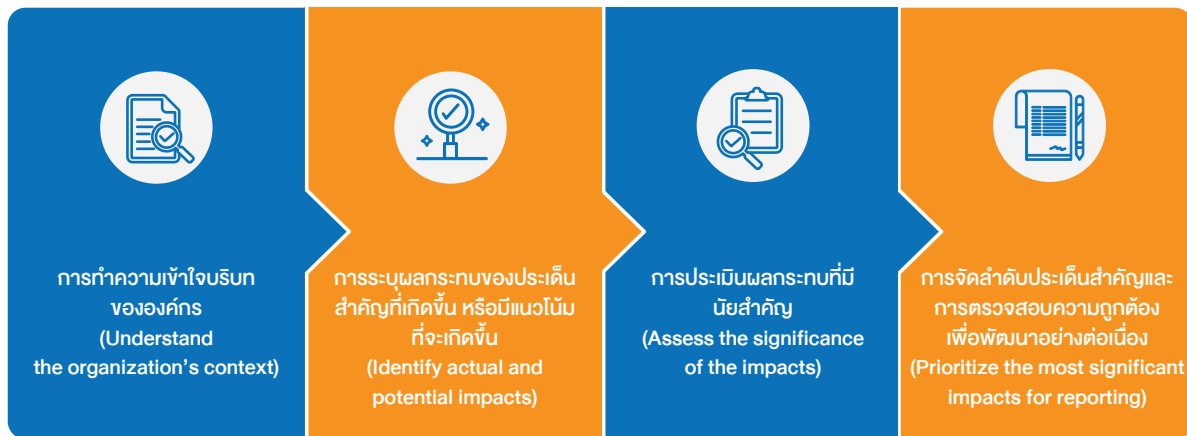 การทำความเข้าใจบริบท
ขององค์กร
(Understand
the organization's context)
การระบุผลกระทบของประเด็น
สำคัญที่เกิดขึ้น หรือมีแนวโน้ม
ที่จะเกิดขึ้น
(Identify actual and
potential impacts)
การประเมินผลกระทบที่มี
นัยสำคัญ
(Assess the significance
of the impacts)
การจัดลำดับประเด็นสำคัญและ
การตรวจสอบความถูกต้อง
เพื่อพัฒนาอย่างต่อเนื่อง
(Prioritize the most significant
impacts for reporting)